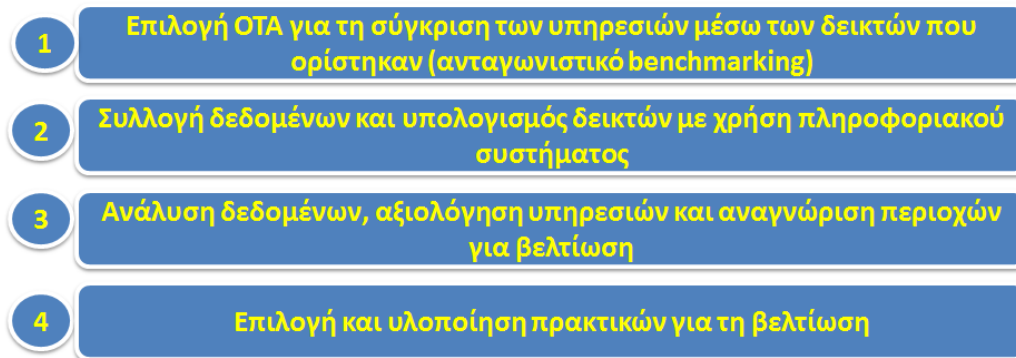 1
Επιλογή ΟΤΑ για τη σύγκριση των υπηρεσιών μέσω των δεικτών που
ορίστηκαν (ανταγωνιστικό benchmarking)
2
Συλλογή δεδομένων και υπολογισμός δεικτών με χρήση πληροφοριακού
συστήματος
3
Ανάλυση δεδομένων, αξιολόγηση υπηρεσιών και αναγνώριση περιοχών
για βελτίωση
4
Επιλογή και υλοποίηση πρακτικών για τη βελτίωση